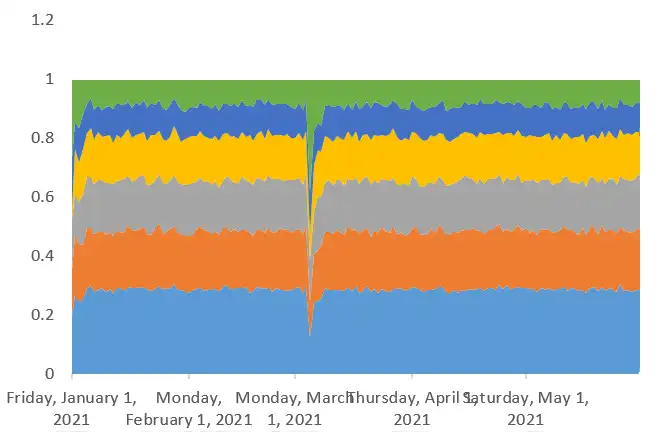 1.2
1
0.8
0.6
0.4
0.2
0
Friday, January 1, 2021
Monday, February 1, 2021
Monday, March 1, 2021
Thursday, April 1, 2021
Saturday, May 1, 2021